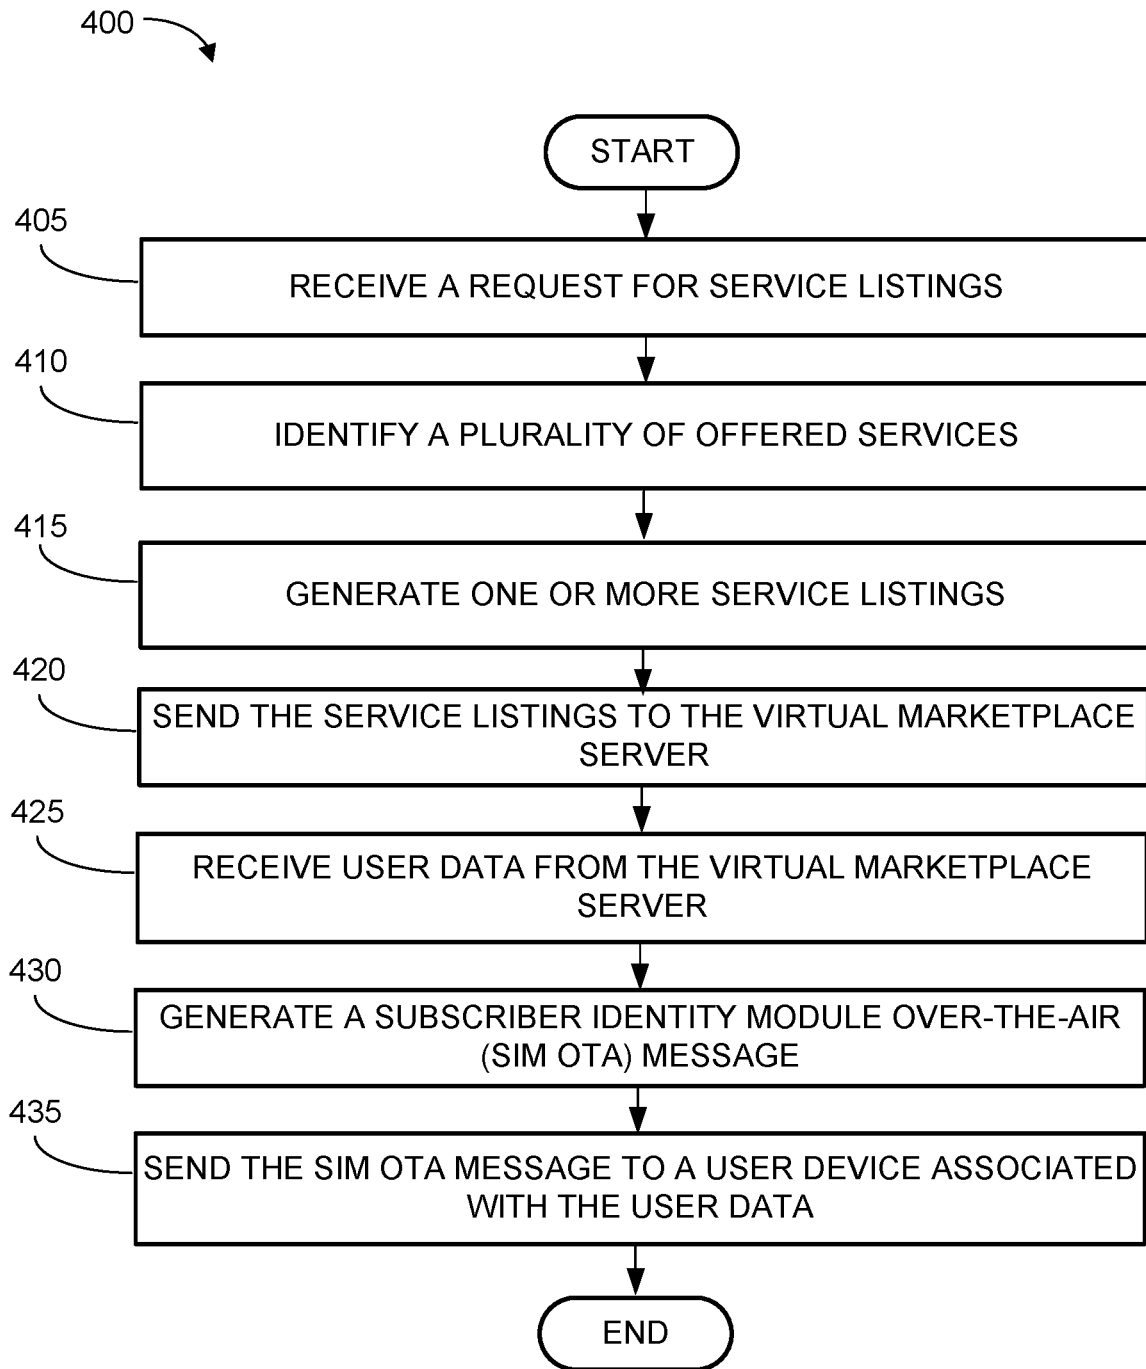 400
START
405
RECEIVE A REQUEST FOR SERVICE LISTINGS
410
IDENTIFY A PLURALITY OF OFFERED SERVICES
415
GENERATE ONE OR MORE SERVICE LISTINGS
420
SEND THE SERVICE LISTINGS TO THE VIRTUAL MARKETPLACE
SERVER
425
RECEIVE USER DATA FROM THE VIRTUAL MARKETPLACE
SERVER
430
GENERATE A SUBSCRIBER IDENTITY MODULE OVER-THE-AIR
(SIM OTA) MESSAGE
435
SEND THE SIM OTA MESSAGE TO A USER DEVICE ASSOCIATED
WITH THE USER DATA
END